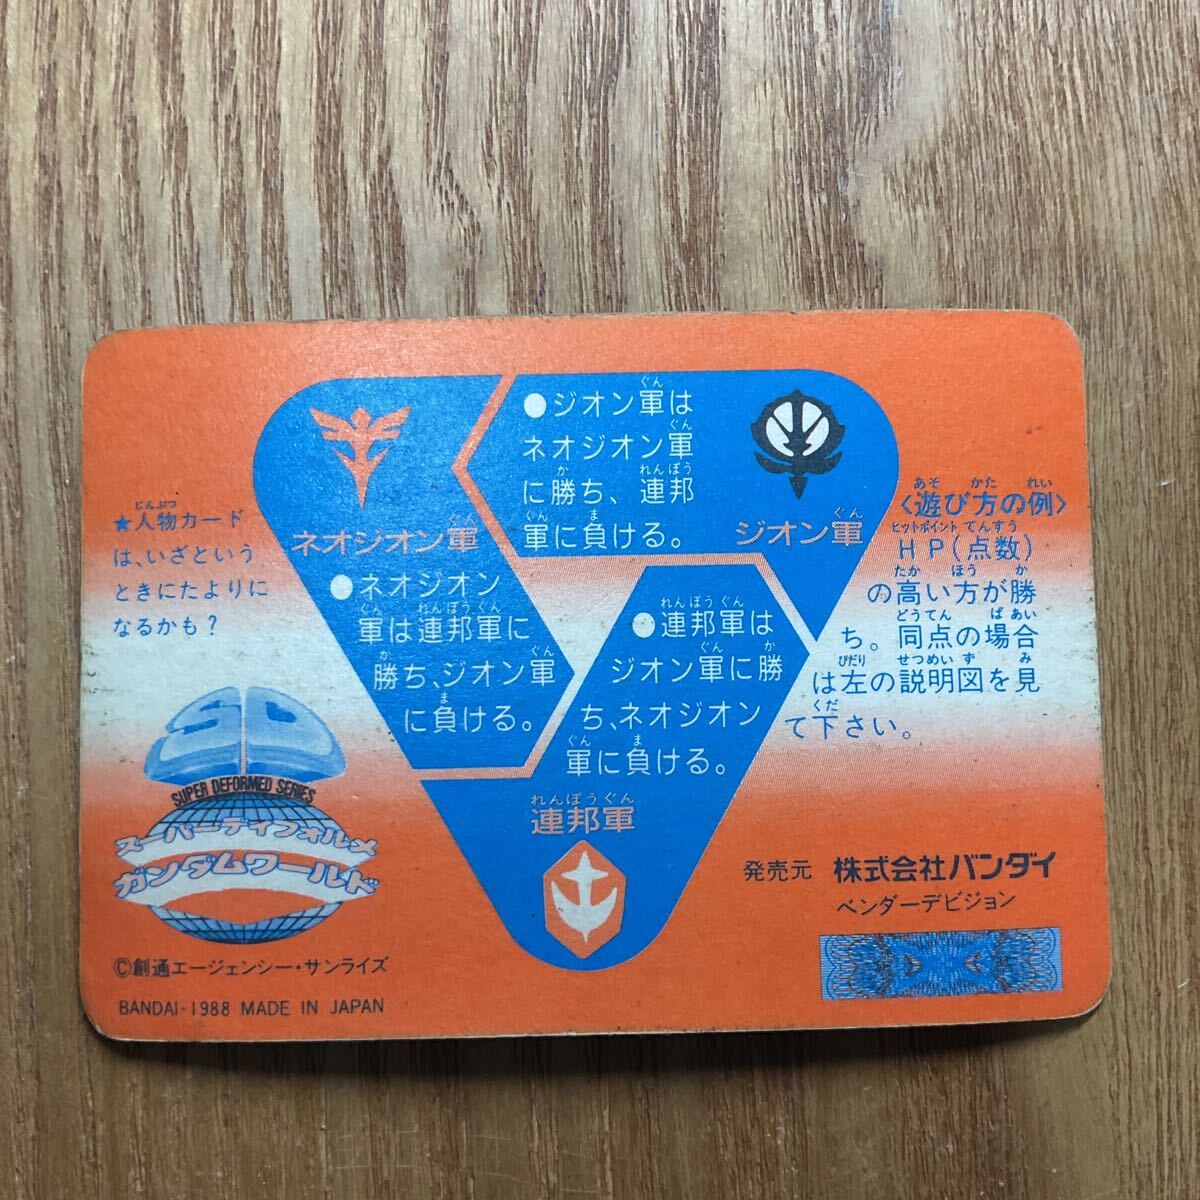 ●ジオン軍は
ネオジオン軍
に勝ち、連邦
軍に負ける。
ネオジオン軍
ジオン軍
●ネオジオン
軍は連邦軍に
勝ち、ジオン軍
に負ける。
●連邦軍は
ジオン軍に勝
ち、ネオジオン
軍に負ける。
連邦軍
★人物カード
は、いざという
ときにたよりに
なるかも?
〈遊び方の例〉
HP(点数)
の高い方が勝
ち。同点の場合
は左の説明図を見
て下さい。
SD
SUPER DEFORMED SERIES
スーパーディフォルメ
ガンダムワールド
©創通エージェンシー・サンライズ
BANDAI・1988 MADE IN JAPAN
発売元 株式会社バンダイ
ベンダーデビジョン